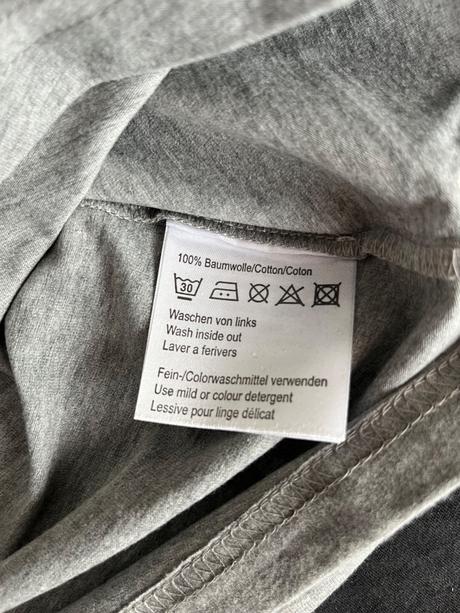 100% Baumwolle/Cotton/Coton
30
Waschen von links
Wash inside out
Laver a ferivers
Fein-/Colorwaschmittel verwenden
Use mild or colour detergent
Lessive pour linge délicat